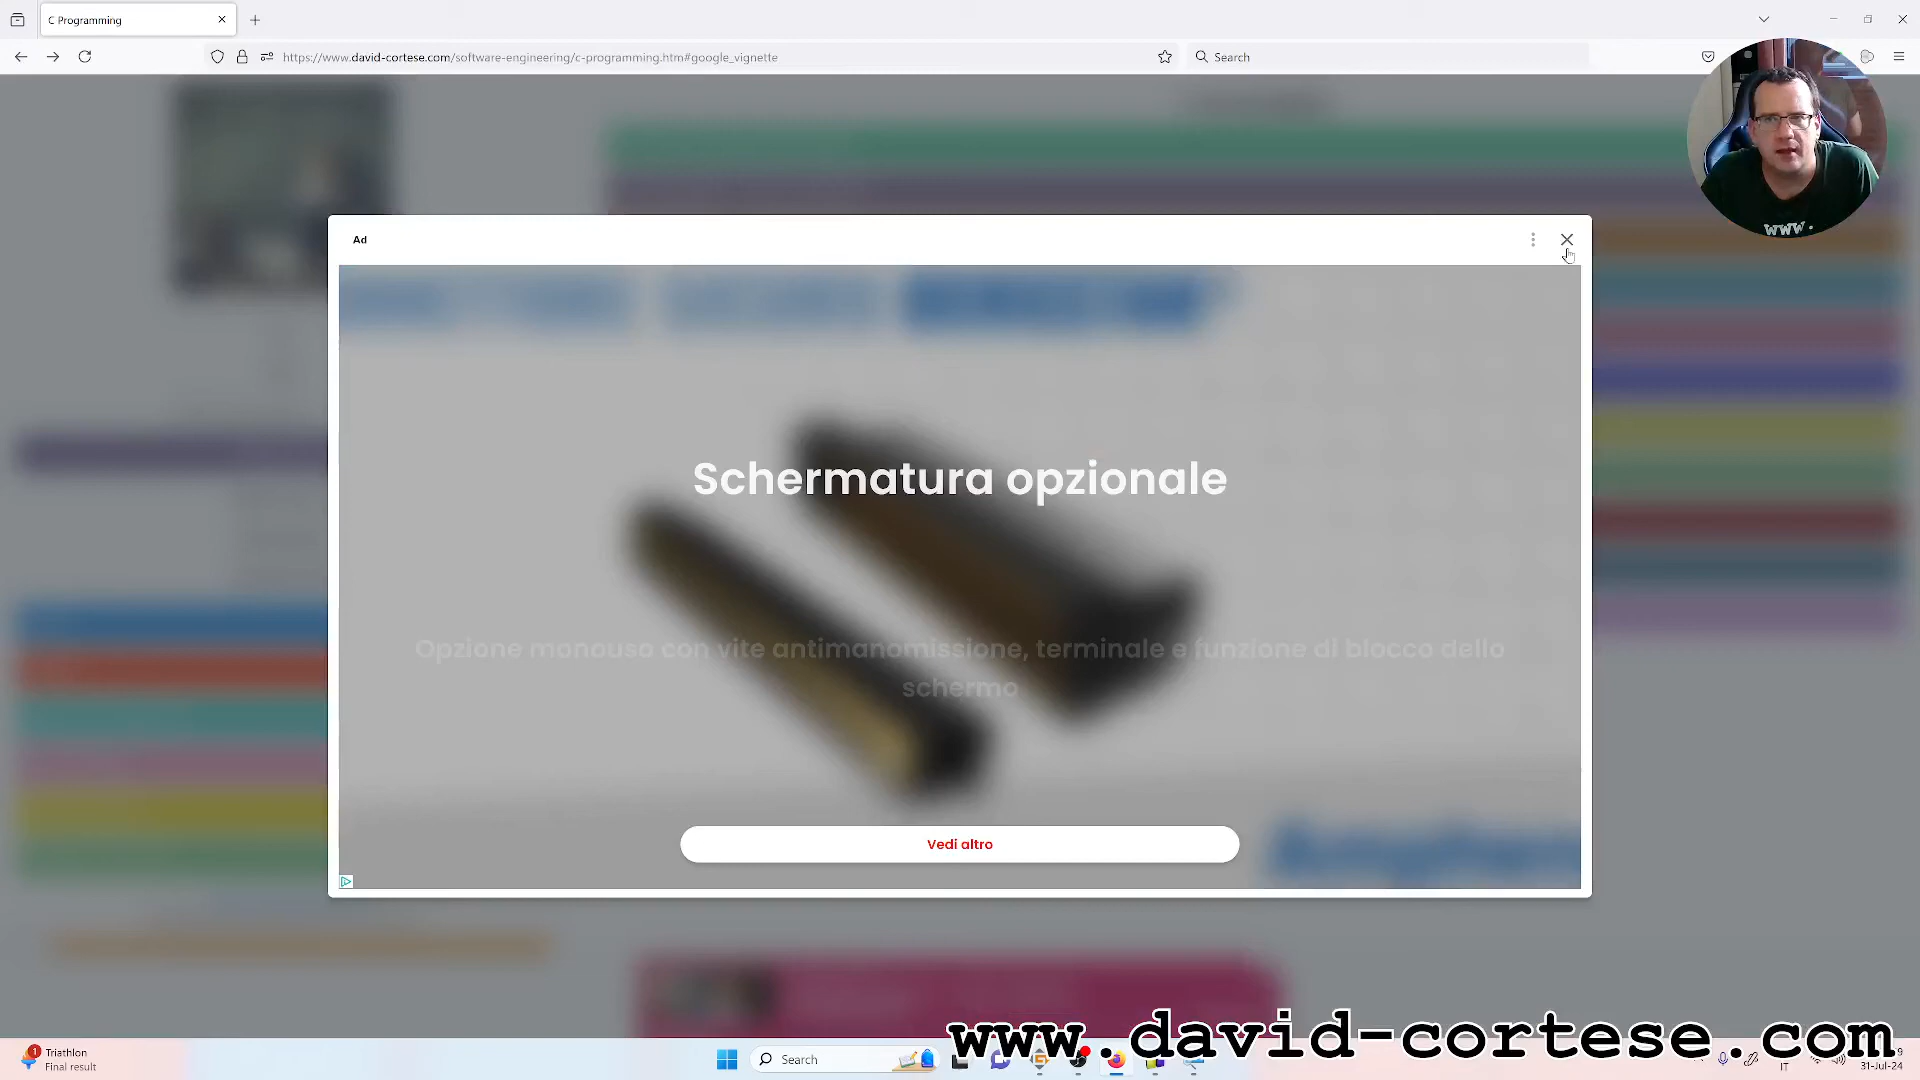 C Programming
https://www.david-cortese.com/software-engineering/c-programming.htm#google_vignette
Search
www.
Ad
Schermatura opzionale
Opzione monouso con vite antimanomissione, terminale e funzione di blocco dello
schermo
Vedi altro
www.david-cortese.com
1
Triathlon
Final result
Search
IT
31-Jul-24